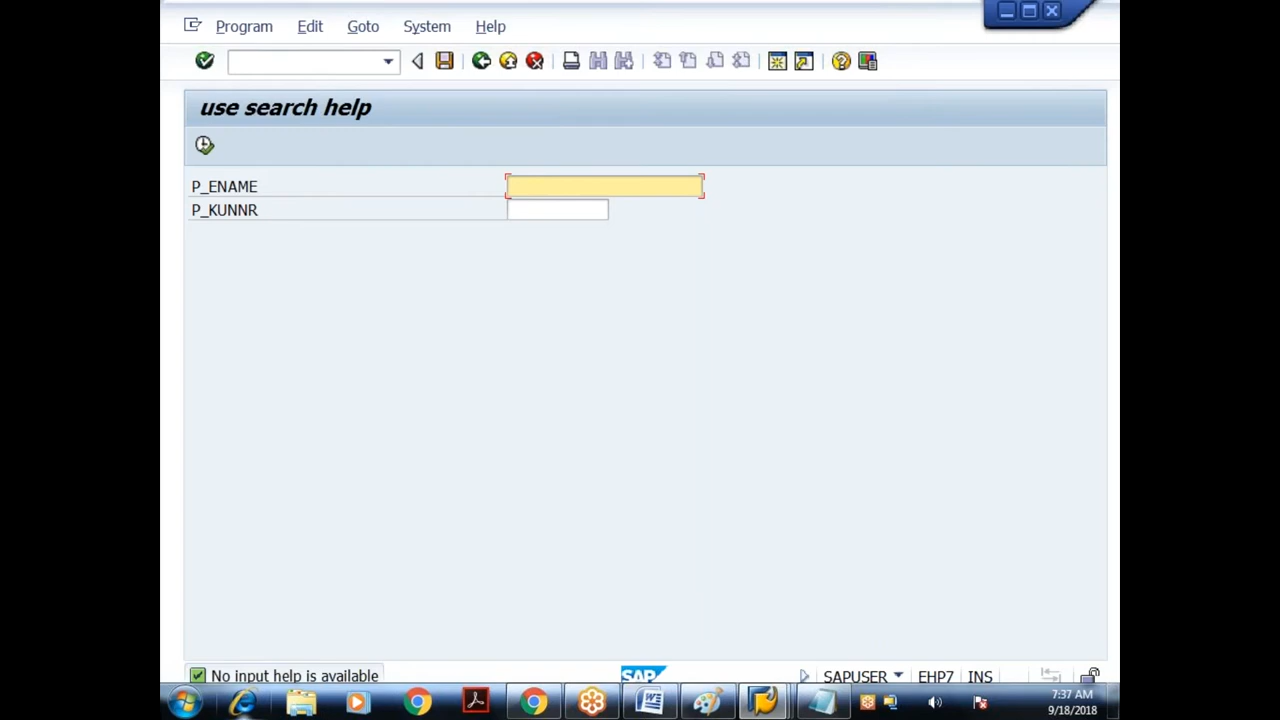 Program Edit Goto System Help
use search help
P_ENAME
P_KUNNR
No input help is available
SAP
SAPUSER EHP7 INS
7:37 AM
9/18/2018